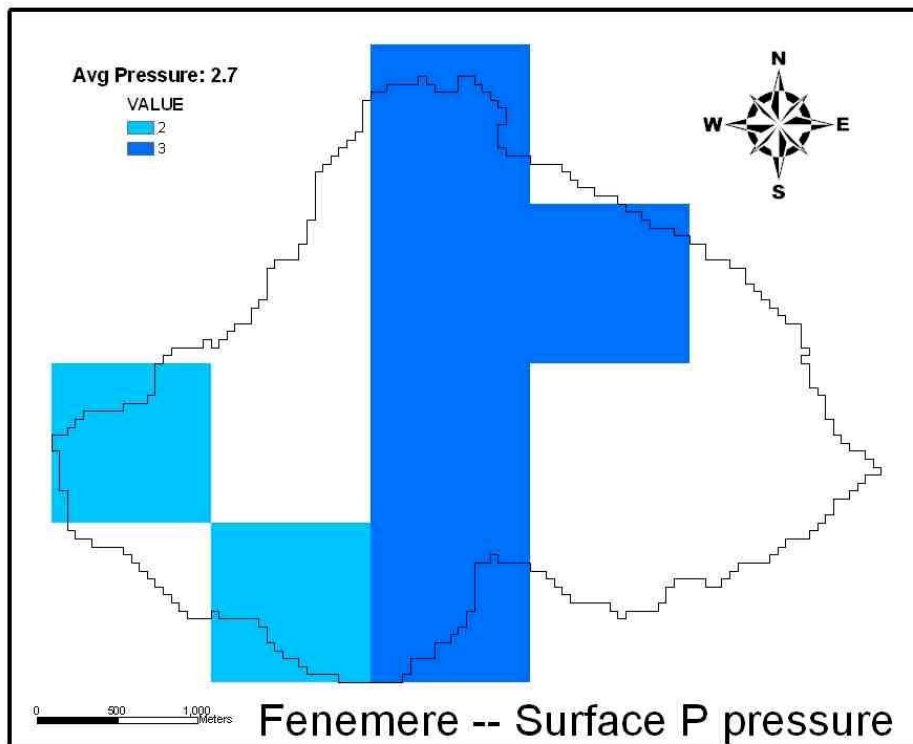 Avg Pressure: 2.7
VALUE
2
3
N
W E
S
0 500 1,000
Meters
Fenemere -- Surface P pressure